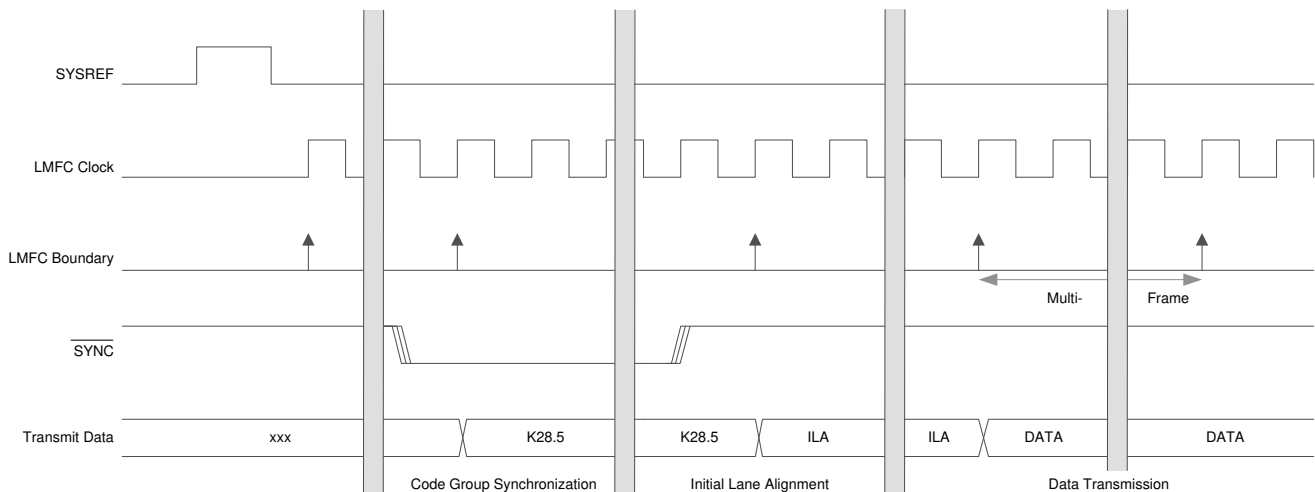 SYSREF
LMFC Clock
LMFC Boundary
Multi- Frame
SYNC
Transmit Data xxx K28.5 K28.5 ILA ILA DATA DATA
Code Group Synchronization Initial Lane Alignment Data Transmission